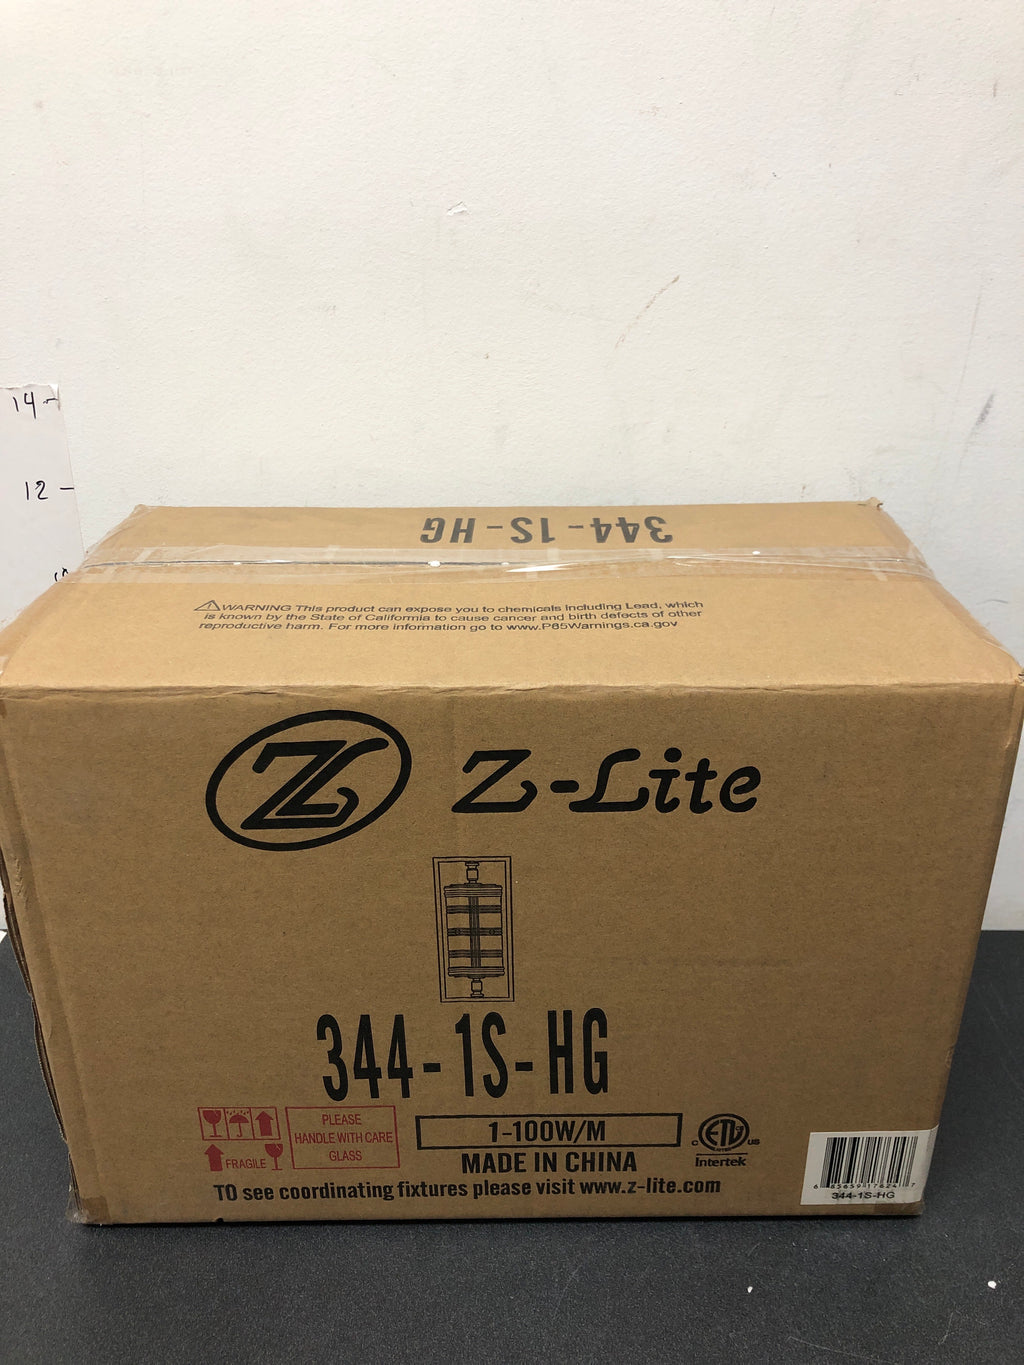 14-
12 -
344-1S-HG
WARNING This product can expose you to chemicals including Lead, which
is known by the State of California to cause cancer and birth defects of other
reproductive harm. For more information go to www.P65Warnings.ca.gov
Z-Lite
344-1S-HG
PLEASE
HANDLE WITH CARE
GLASS
FRAGILE
1-100W/M
MADE IN CHINA
C ETL US
Intertek
TO see coordinating fixtures please visit www.z-lite.com
344-1S-HG